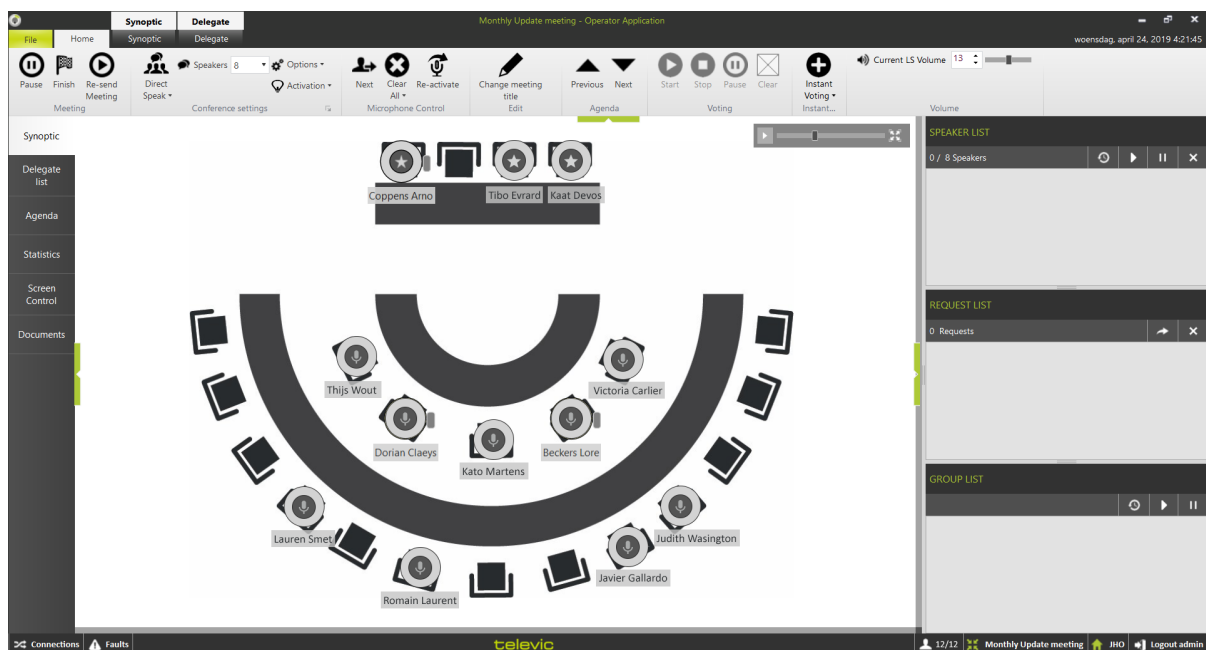 Synoptic Delegate
Monthly Update meeting - Operator Application
File Home Synoptic Delegate
woensdag, april 24, 2019 4:21:45
Speakers 8 Options
Activation
Current LS Volume 13
Pause Finish Re-send Meeting
Direct Speak
Next Clear All Re-activate
Change meeting title
Previous Next
Start Stop Pause Clear
Instant Voting
Meeting Conference settings Microphone Control Edit Agenda Voting Instant... Volume
Synoptic
Delegate list
Agenda
Statistics
Screen Control
Documents
Coppens Arno Tibo Evrard Kaat Devos
Thijs Wout Victoria Carlier
Dorian Claeys Beckers Lore
Kato Martens
Lauren Smet Judith Wasington
Javier Gallardo
Romain Laurent
SPEAKER LIST
0 / 8 Speakers
REQUEST LIST
0 Requests
GROUP LIST
Connections Faults televic 12/12 Monthly Update meeting JHO Logout admin